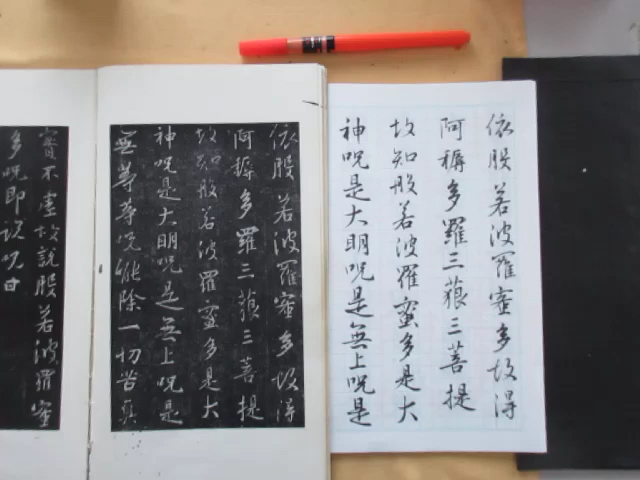 依般若波羅蜜多故得
阿耨多羅三藐三菩提
故知般若波羅蜜多是大
神呪是大明呪是無上呪是
依般若波羅蜜多故得
阿耨多羅三藐三菩提
故知般若波羅蜜多是大
神呪是大明呪是無上呪是
無等等呪能除一切苦真
實不虛故說般若波羅蜜
多呪即說呪曰